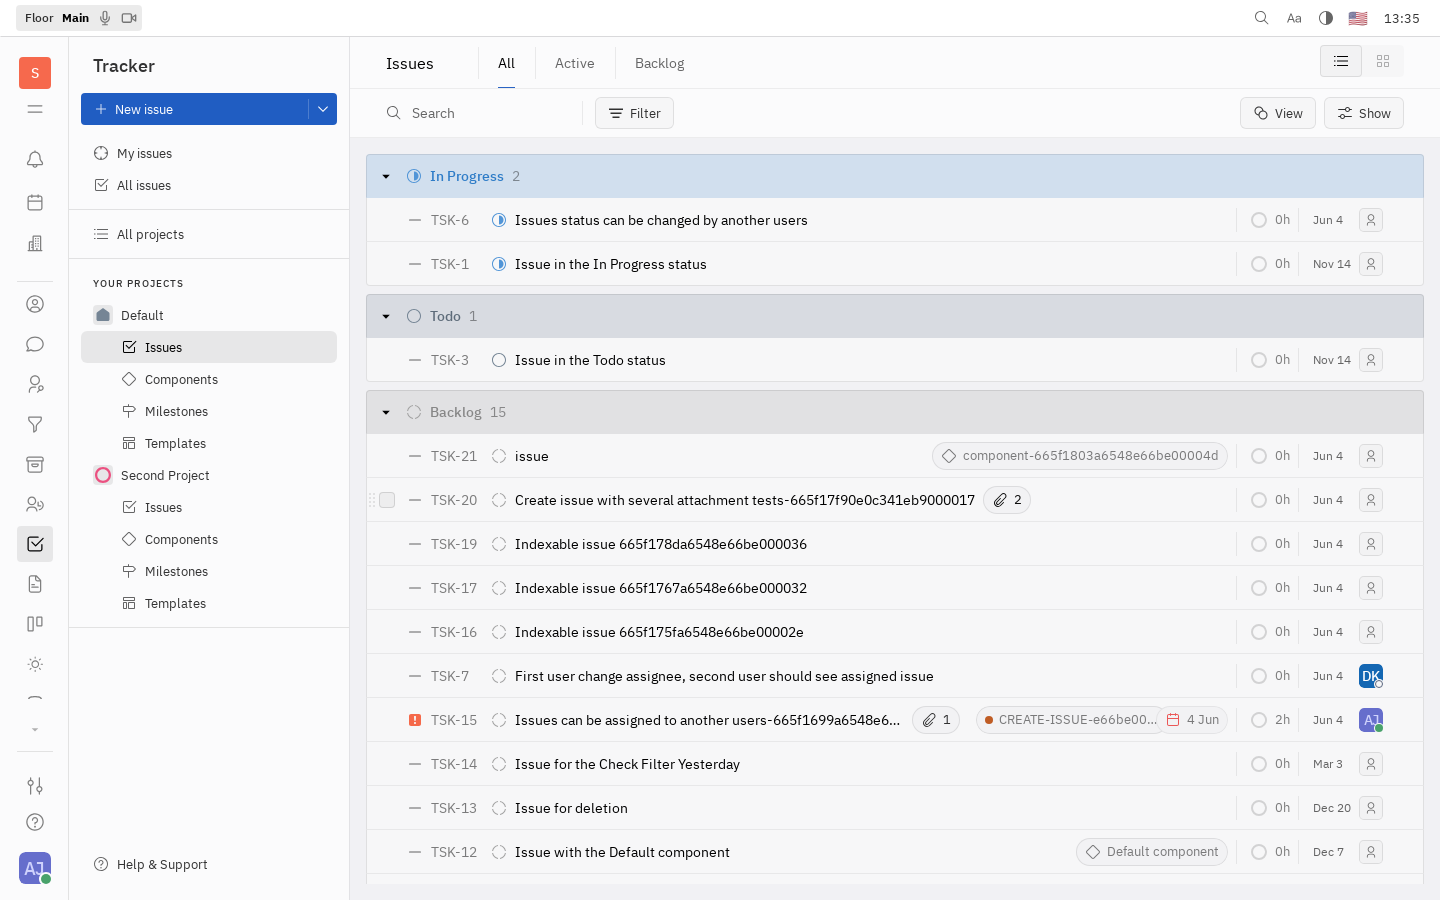 Floor Main
Aa
13:35
S
Tracker
New issue
My issues
All issues
All projects
YOUR PROJECTS
Default
Issues
Components
Milestones
Templates
Second Project
Issues
Components
Milestones
Templates
Help & Support
AJ
Issues
All
Active
Backlog
Search
Filter
View
Show
In Progress 2
TSK-6 Issues status can be changed by another users 0h Jun 4
TSK-1 Issue in the In Progress status 0h Nov 14
Todo 1
TSK-3 Issue in the Todo status 0h Nov 14
Backlog 15
TSK-21 issue component-665f1803a6548e66be00004d 0h Jun 4
TSK-20 Create issue with several attachment tests-665f17f90e0c341eb9000017 2 0h Jun 4
TSK-19 Indexable issue 665f178da6548e66be000036 0h Jun 4
TSK-17 Indexable issue 665f1767a6548e66be000032 0h Jun 4
TSK-16 Indexable issue 665f175fa6548e66be00002e 0h Jun 4
TSK-7 First user change assignee, second user should see assigned issue 0h Jun 4 DK
TSK-15 Issues can be assigned to another users-665f1699a6548e6... 1 CREATE-ISSUE-e66be00... 4 Jun 2h Jun 4 AJ
TSK-14 Issue for the Check Filter Yesterday 0h Mar 3
TSK-13 Issue for deletion 0h Dec 20
TSK-12 Issue with the Default component Default component 0h Dec 7